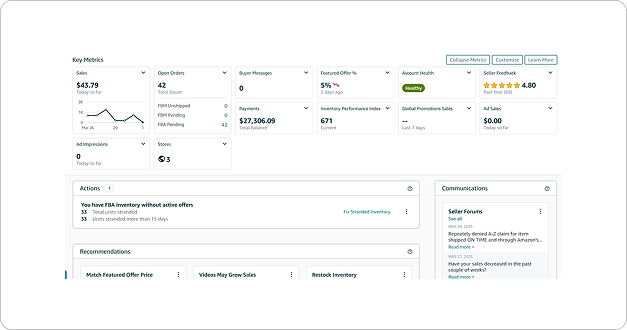 Key Metrics
Collapse Metrics
Customize
Learn More
Sales
$43.79
Today so far
2K
1K
0
Mar 26
29
1
Open Orders
42
Total Count
FBM Unshipped 0
FBM Pending 0
FBA Pending 42
Buyer Messages
0
Featured Offer %
5%
2 days ago
Account Health
Healthy
Seller Feedback
4.80
Past Year (69)
Payments
$27,306.09
Total Balance
Inventory Performance Index
671
Current
Global Promotions Sales
--
Last 7 days
Ad Sales
$0.00
Today so far
Ad Impressions
0
Today so far
Stores
3
Actions 1
You have FBA inventory without active offers
33 Total units stranded
33 Units stranded more than 15 days
Fix Stranded Inventory
Recommendations
Match Featured Offer Price
Videos May Grow Sales
Restock Inventory
Communications
Seller Forums
See all
MAR 26, 2025
Repeatedly denied A-Z claim for item
shipped ON TIME and through Amazon's...
Read more
MAR 27, 2025
Have your sales decreased in the past
couple of weeks?
Read more